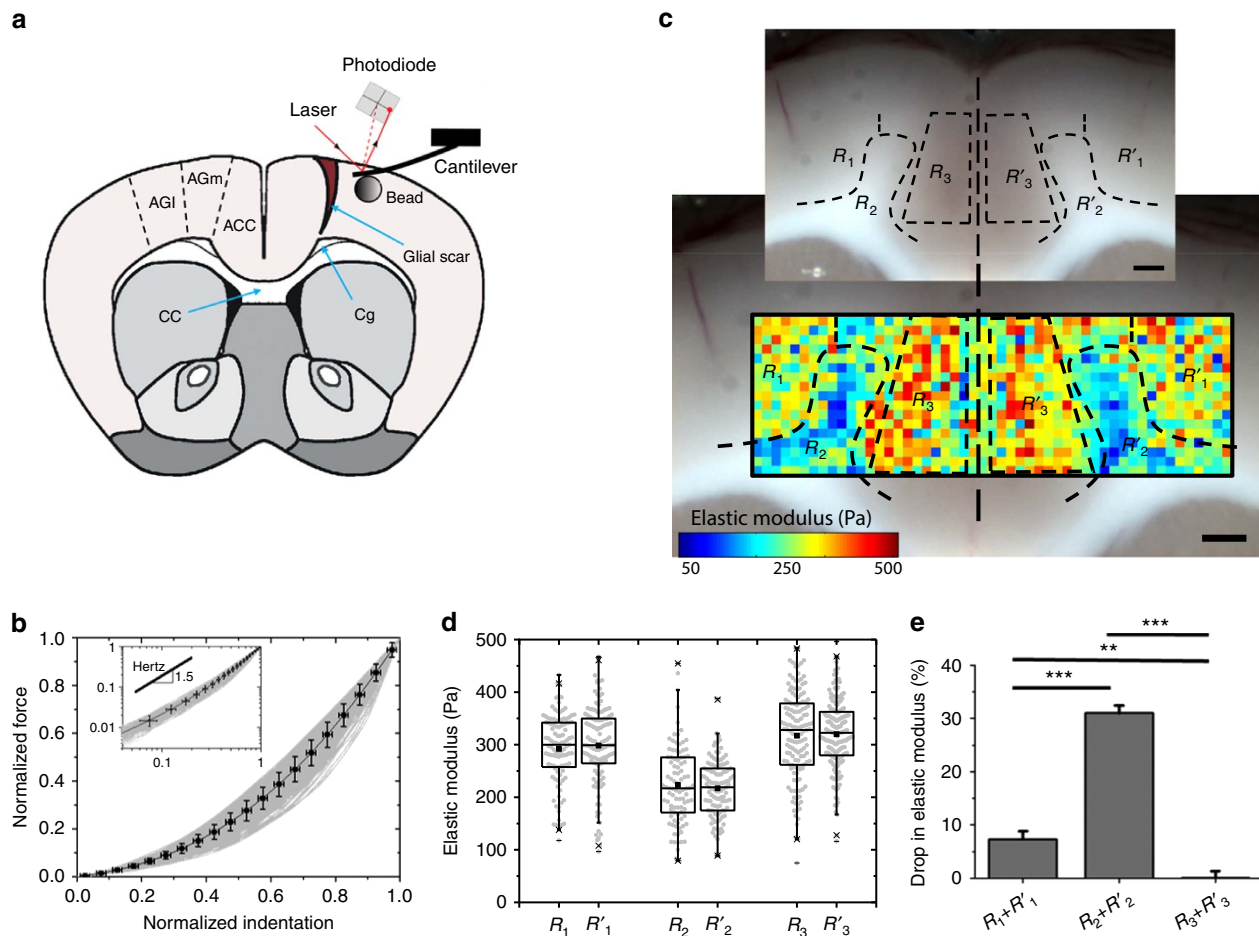 a
Photodiode
Laser
Cantilever
Bead
AGm
AGl
ACC
Glial scar
CC
Cg
c
R1
R3
R'3
R'1
R2
R'2
R1
R3
R'3
R'1
R2
R'2
Elastic modulus (Pa)
50
250
500
b
Normalized force
1.0
0.8
0.6
0.4
0.2
0.0
0.0
0.2
0.4
0.6
0.8
1.0
Normalized indentation
1
0.1
0.01
0.1
1
Hertz
1.5
d
Elastic modulus (Pa)
500
400
300
200
100
0
R1
R'1
R2
R'2
R3
R'3
e
Drop in elastic modulus (%)
40
30
20
10
0
***
**
***
R1+R'1
R2+R'2
R3+R'3